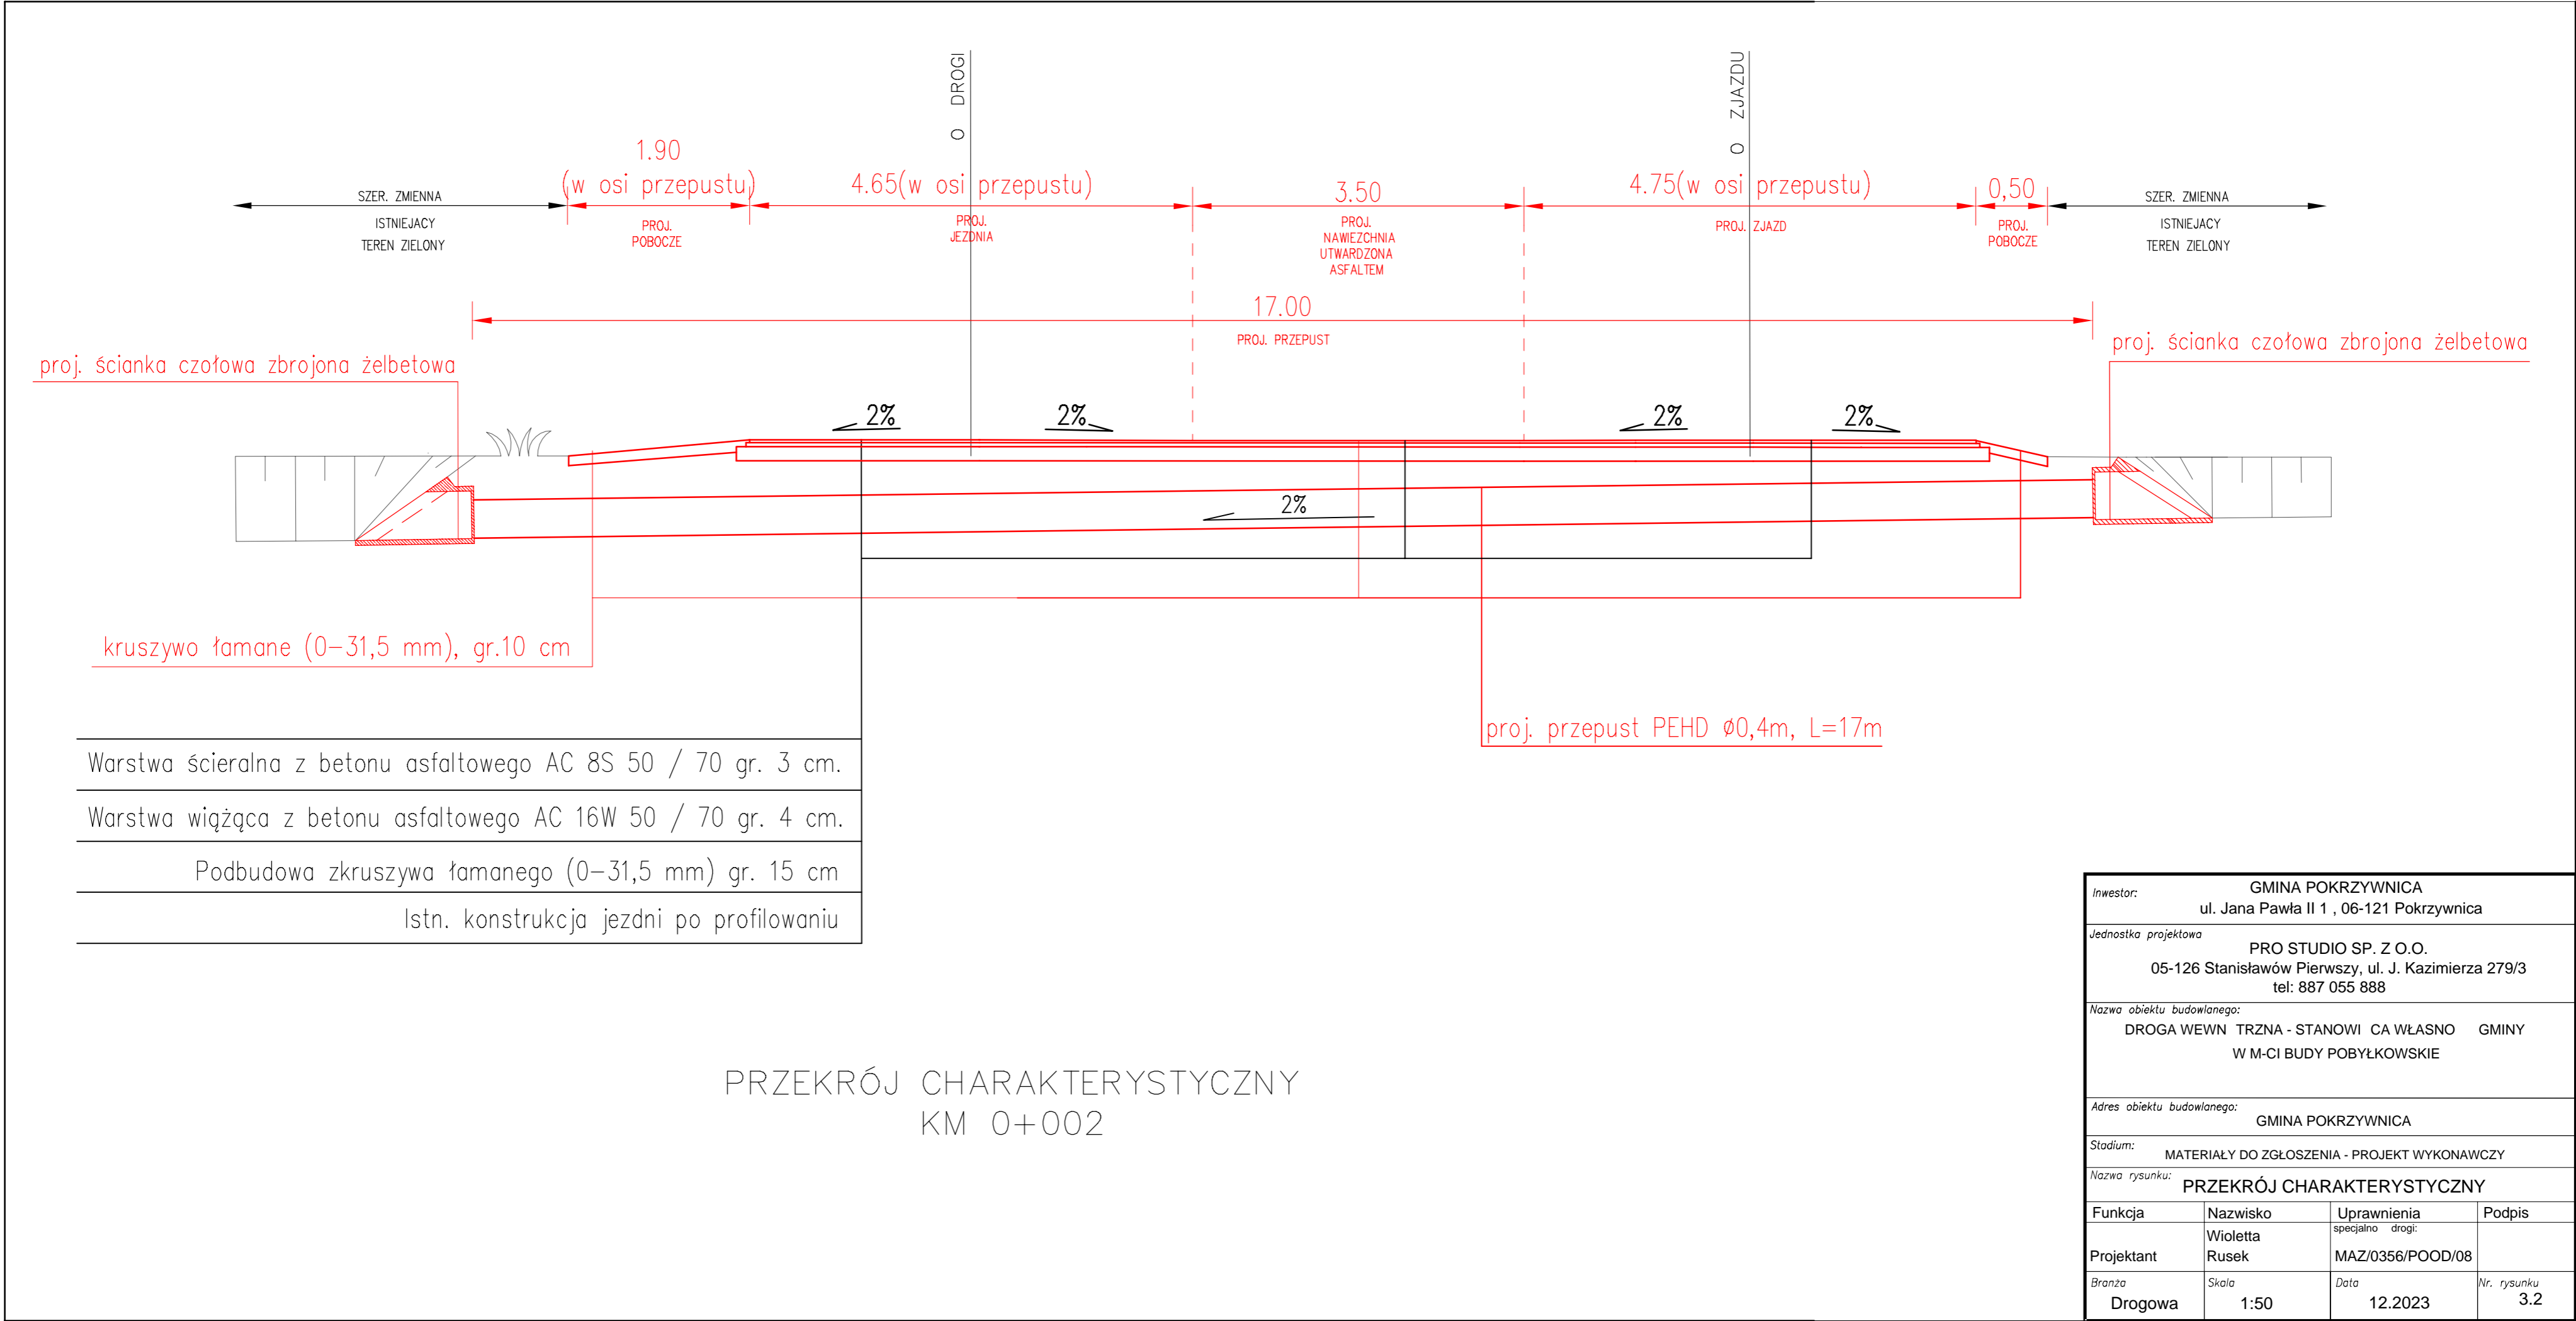 O DROGI
O ZJAZDU
1.90
(w osi przepustu)
4.65(w osi przepustu)
3.50
4.75(w osi przepustu)
0,50
SZER. ZMIENNA
ISTNIEJACY
TEREN ZIELONY
PROJ.
POBOCZE
PROJ.
JEZDNIA
PROJ.
NAWIEZCHNIA
UTWARDZONA
ASFALTEM
PROJ. ZJAZD
PROJ.
POBOCZE
SZER. ZMIENNA
ISTNIEJACY
TEREN ZIELONY
17.00
PROJ. PRZEPUST
proj. ścianka czołowa zbrojona żelbetowa
proj. ścianka czołowa zbrojona żelbetowa
2%
2%
2%
2%
2%
kruszywo łamane (0-31,5 mm), gr.10 cm
proj. przepust PEHD ø0,4m, L=17m
Warstwa ścieralna z betonu asfaltowego AC 8S 50 / 70 gr. 3 cm.
Warstwa wiążąca z betonu asfaltowego AC 16W 50 / 70 gr. 4 cm.
Podbudowa zkruszywa łamanego (0-31,5 mm) gr. 15 cm
Istn. konstrukcja jezdni po profilowaniu
PRZEKRÓJ CHARAKTERYSTYCZNY
KM 0+002
Inwestor:
GMINA POKRZYWNICA
ul. Jana Pawła II 1 , 06-121 Pokrzywnica
Jednostka projektowa
PRO STUDIO SP. Z O.O.
05-126 Stanisławów Pierwszy, ul. J. Kazimierza 279/3
tel: 887 055 888
Nazwa obiektu budowlanego:
DROGA WEWN TRZNA - STANOWI CA WŁASNO GMINY
W M-CI BUDY POBYŁKOWSKIE
Adres obiektu budowlanego:
GMINA POKRZYWNICA
Stadium:
MATERIAŁY DO ZGŁOSZENIA - PROJEKT WYKONAWCZY
Nazwa rysunku:
PRZEKRÓJ CHARAKTERYSTYCZNY
Funkcja Nazwisko Uprawnienia Podpis
specjalno drogi:
Projektant Wioletta
Rusek MAZ/0356/POOD/08
Branża Skala Data Nr. rysunku
Drogowa 1:50 12.2023 3.2